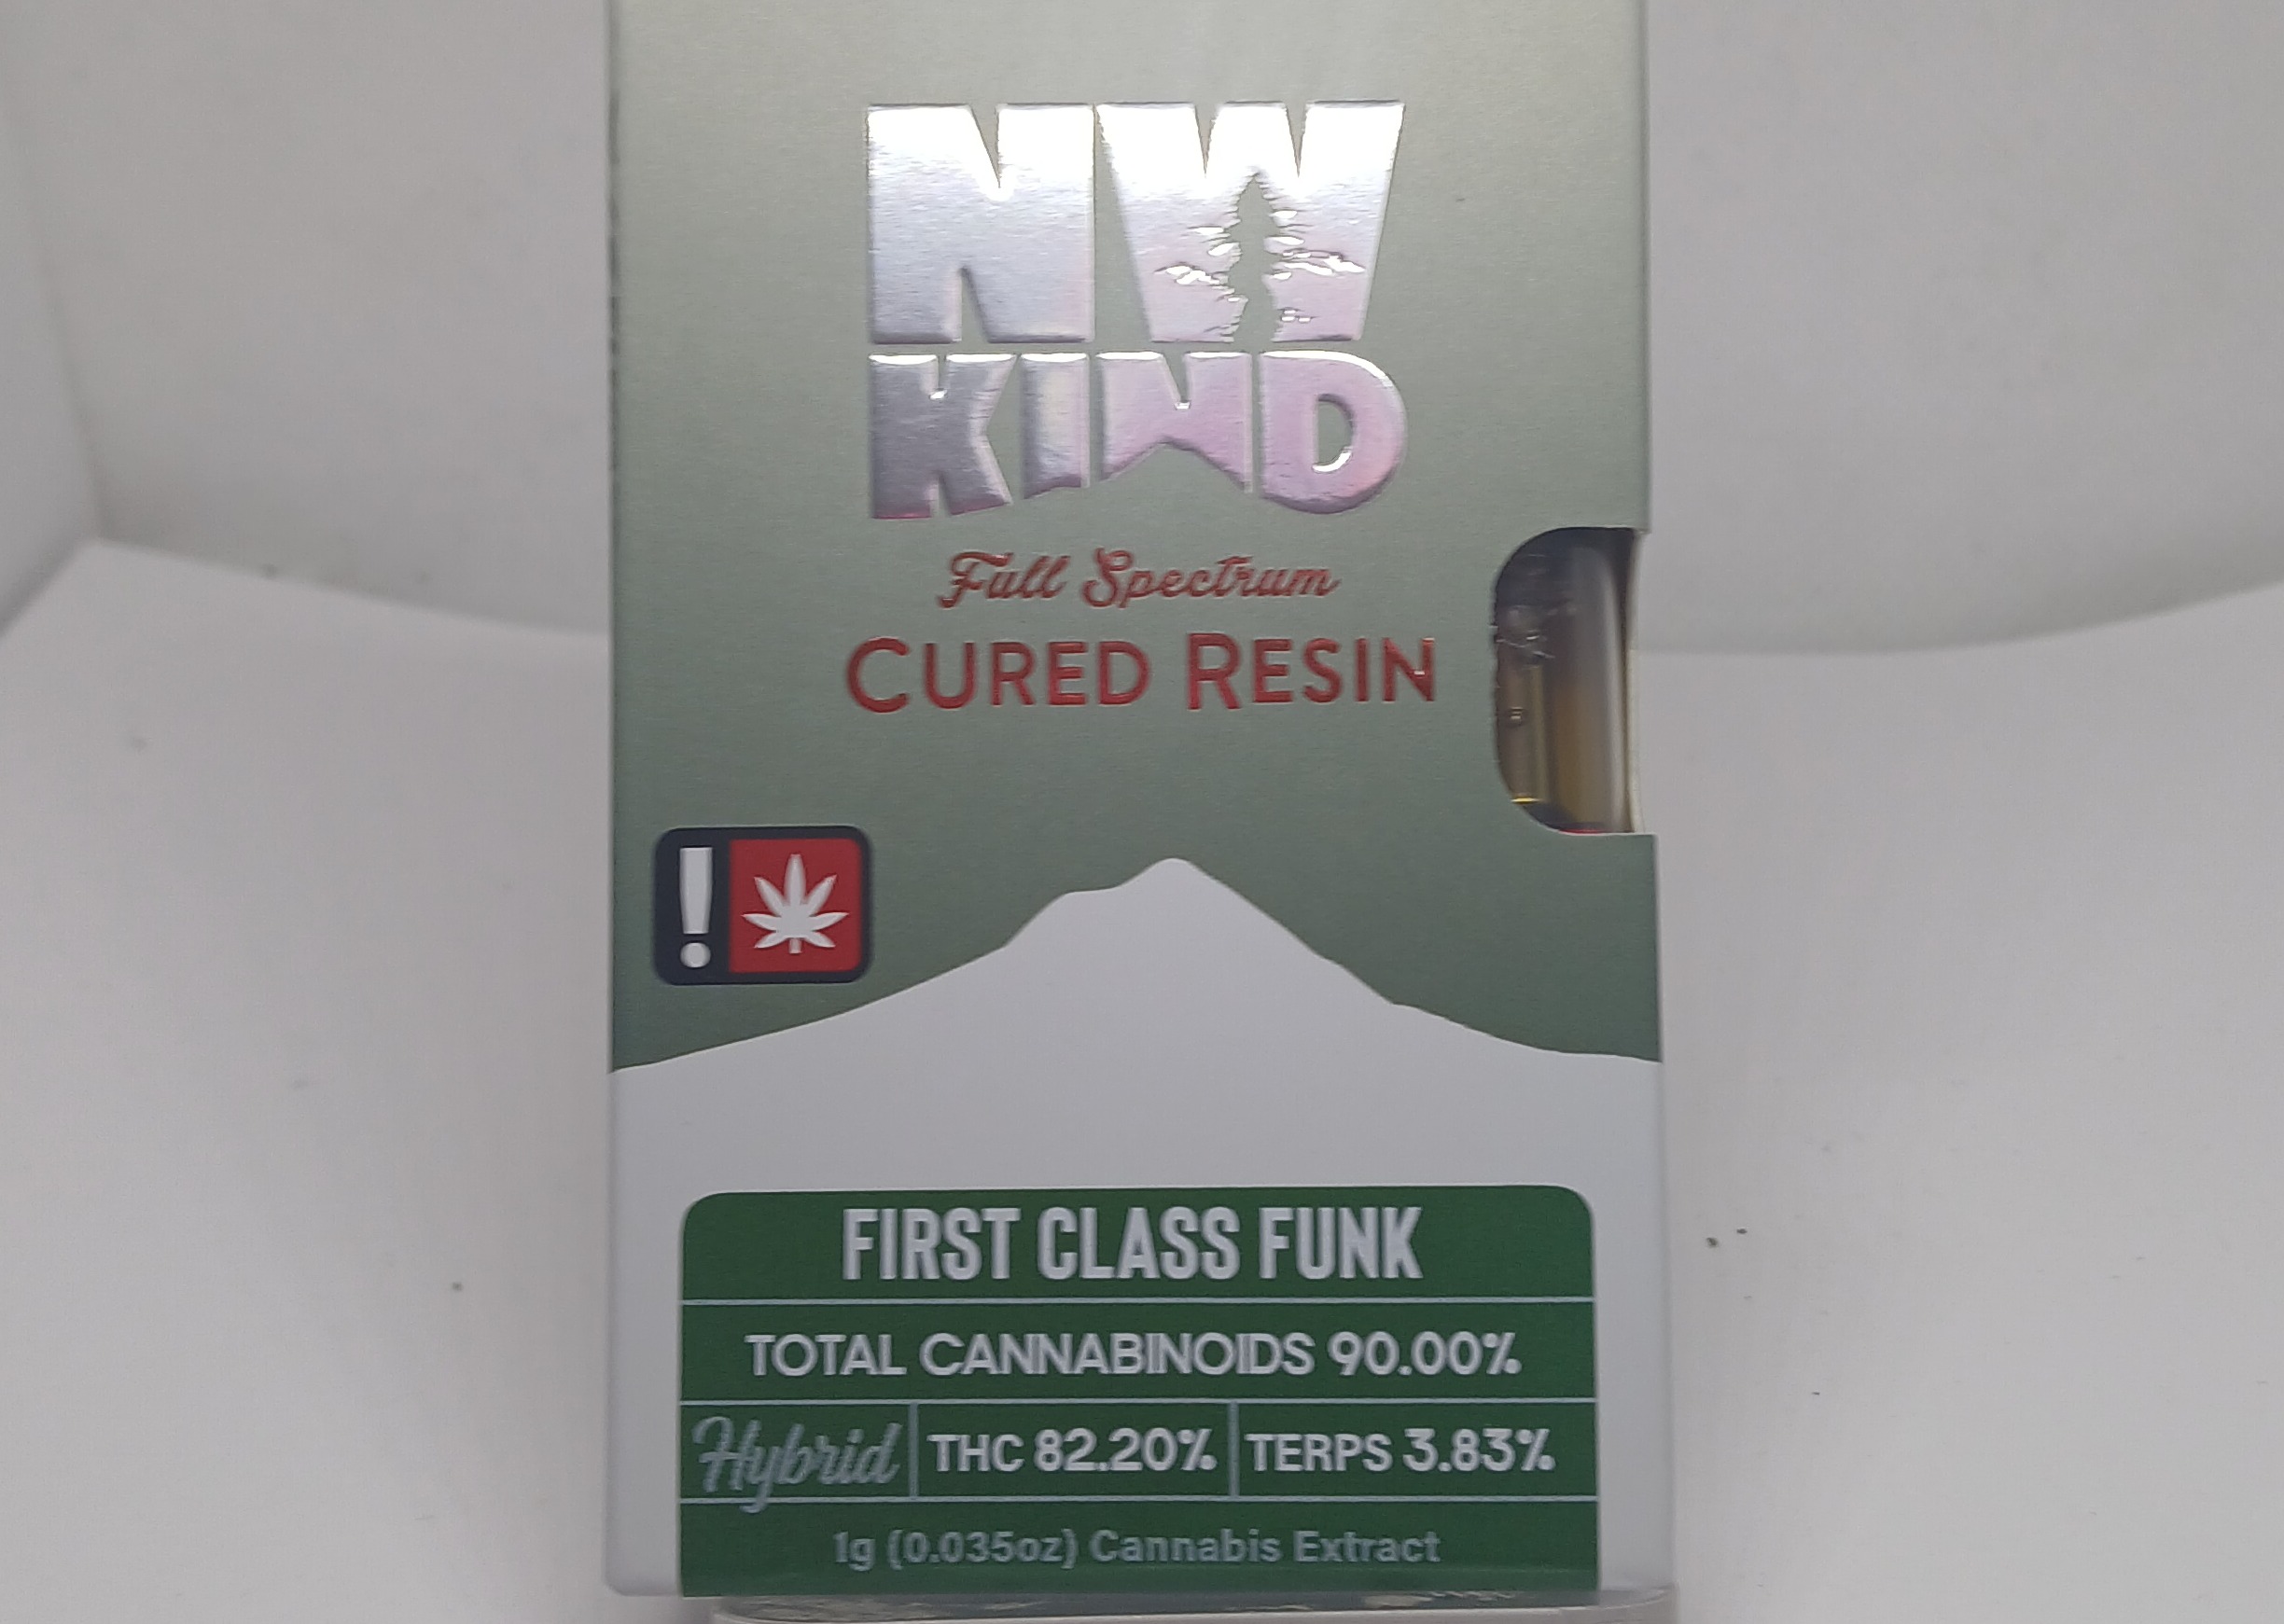 NW
KIND
Full Spectrum
CURED RESIN
!
FIRST CLASS FUNK
TOTAL CANNABINOIDS 90.00%
Hybrid THC 82.20% TERPS 3.83%
1g (0.035oz) Cannabis Extract